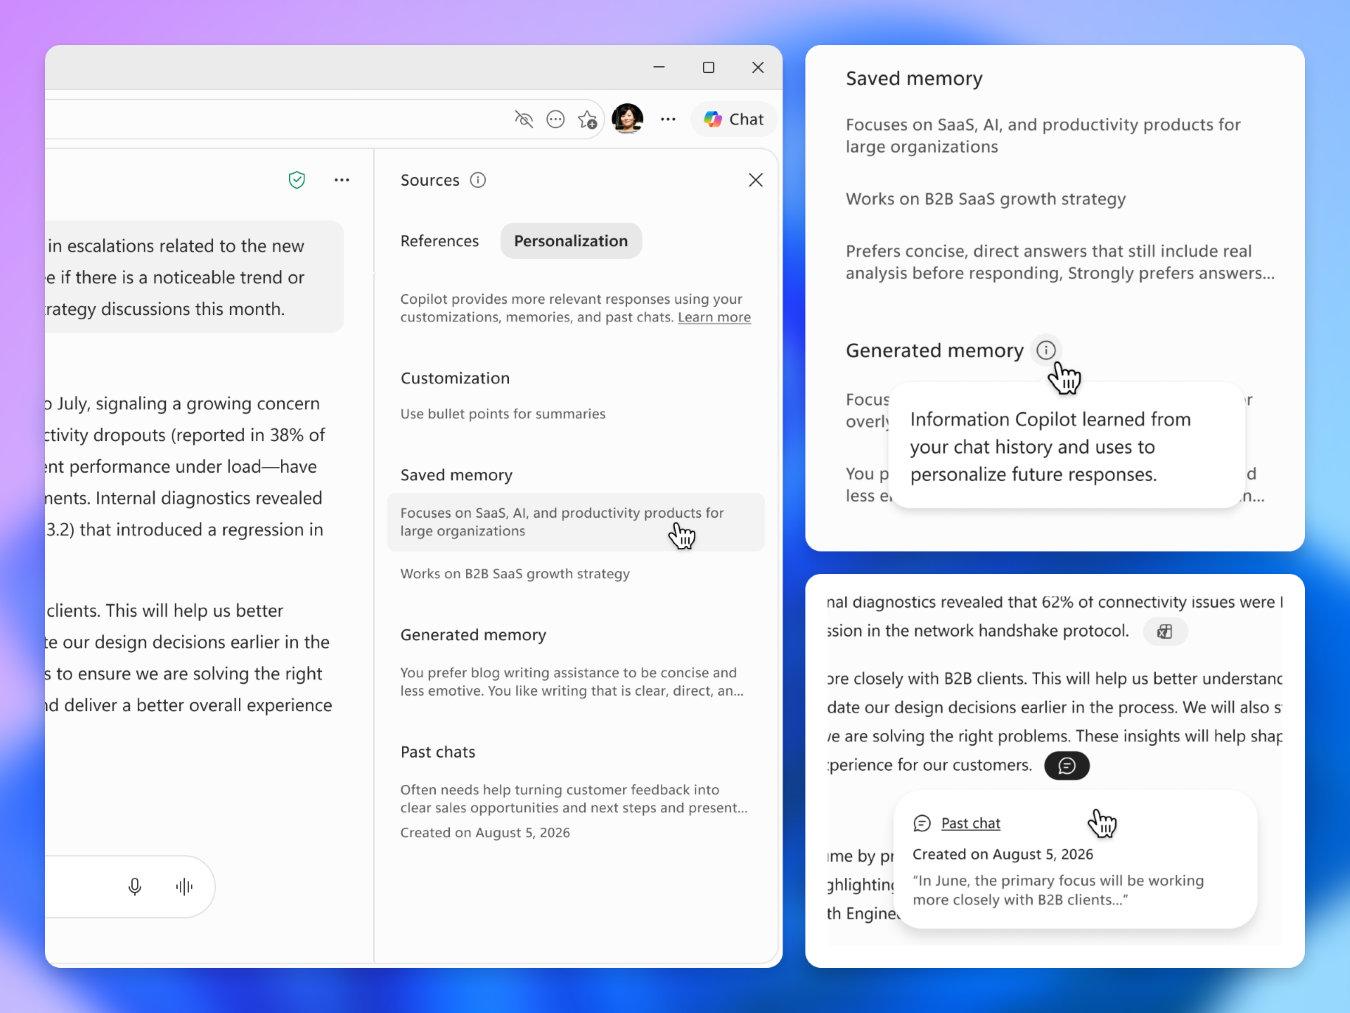 Chat
in escalations related to the new
e if there is a noticeable trend or
rategy discussions this month.
o July, signaling a growing concern
ctivity dropouts (reported in 38% of
ent performance under load—have
ments. Internal diagnostics revealed
3.2) that introduced a regression in
clients. This will help us better
te our design decisions earlier in the
s to ensure we are solving the right
nd deliver a better overall experience
Sources
References
Personalization
Copilot provides more relevant responses using your
customizations, memories, and past chats. Learn more
Customization
Use bullet points for summaries
Saved memory
Focuses on SaaS, AI, and productivity products for
large organizations
Works on B2B SaaS growth strategy
Generated memory
You prefer blog writing assistance to be concise and
less emotive. You like writing that is clear, direct, an...
Past chats
Often needs help turning customer feedback into
clear sales opportunities and next steps and present...
Created on August 5, 2026
Saved memory
Focuses on SaaS, AI, and productivity products for
large organizations
Works on B2B SaaS growth strategy
Prefers concise, direct answers that still include real
analysis before responding, Strongly prefers answers...
Generated memory
Focus
overly
You p
less e
Information Copilot learned from
your chat history and uses to
personalize future responses.
nal diagnostics revealed that 62% of connectivity issues were
ssion in the network handshake protocol.
ore closely with B2B clients. This will help us better understand
date our design decisions earlier in the process. We will also s
ve are solving the right problems. These insights will help shap
xperience for our customers.
Past chat
Created on August 5, 2026
“In June, the primary focus will be working
more closely with B2B clients...”
me by pr
ghlighting
th Engine